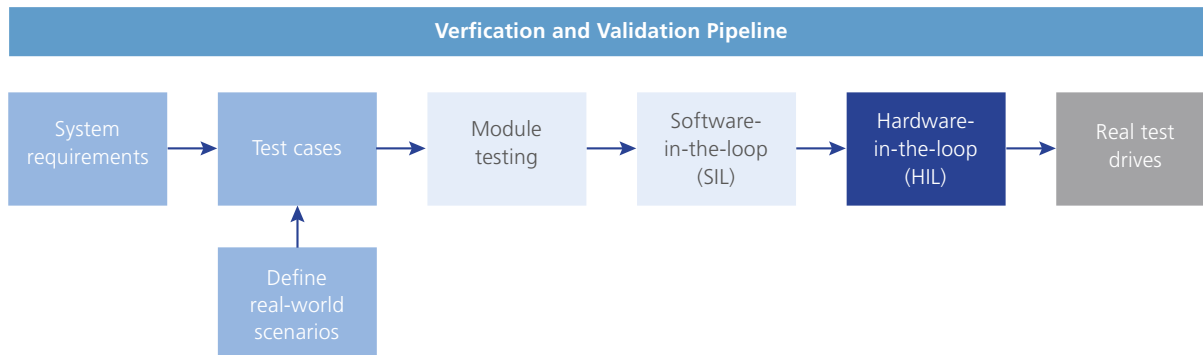 Verfication and Validation Pipeline
System
requirements
Test cases
Module
testing
Software-
in-the-loop
(SIL)
Hardware-
in-the-loop
(HIL)
Real test
drives
Define
real-world
scenarios